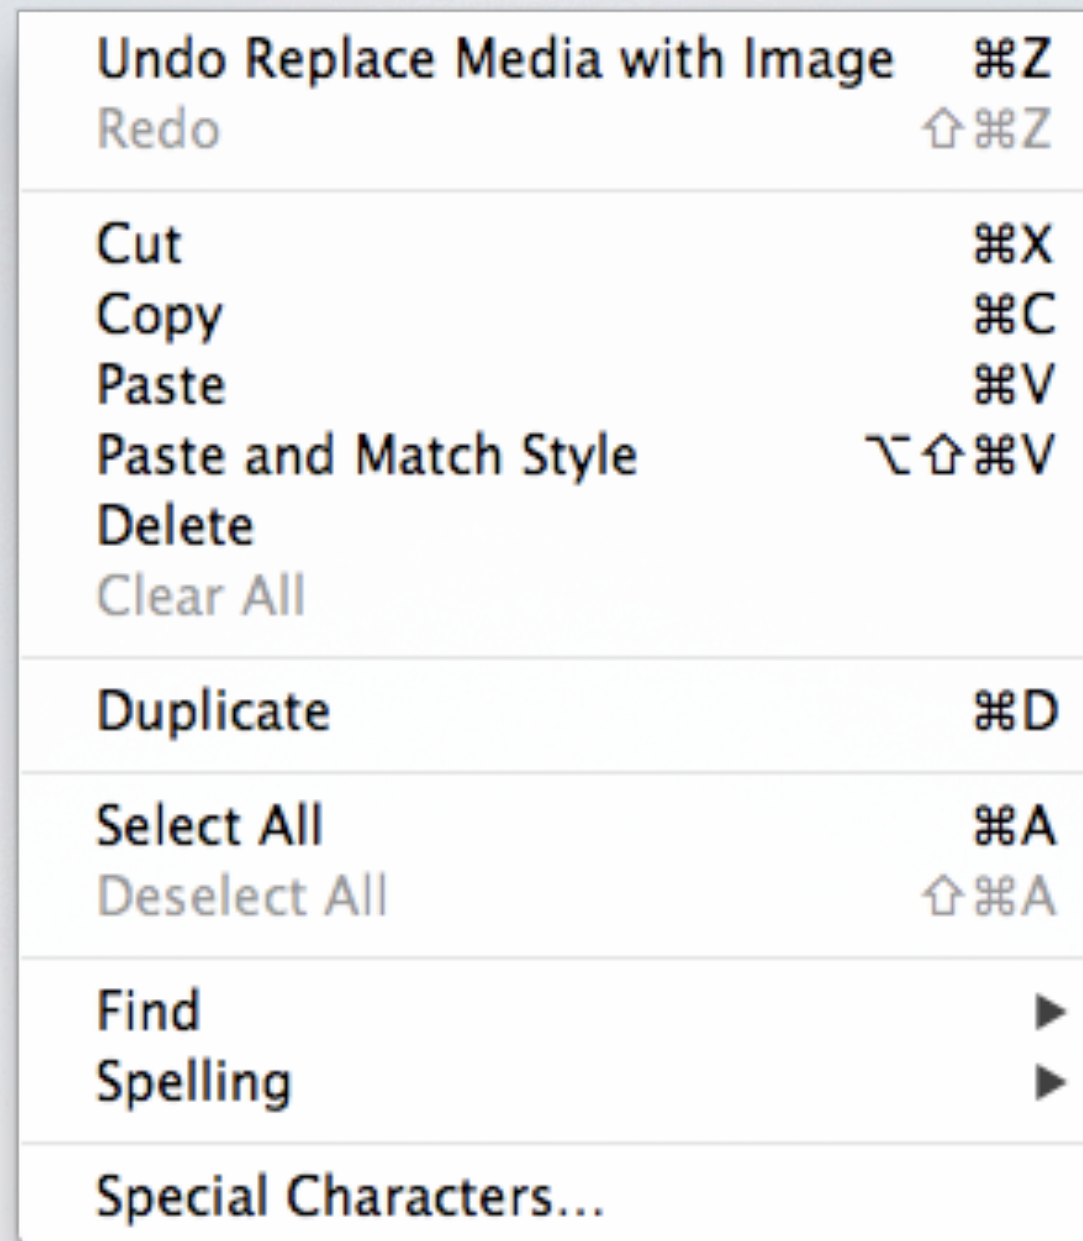 Undo Replace Media with Image ⌘Z
Redo ⇧⌘Z
Cut ⌘X
Copy ⌘C
Paste ⌘V
Paste and Match Style ⌥⇧⌘V
Delete
Clear All
Duplicate ⌘D
Select All ⌘A
Deselect All ⇧⌘A
Find ▶
Spelling ▶
Special Characters...